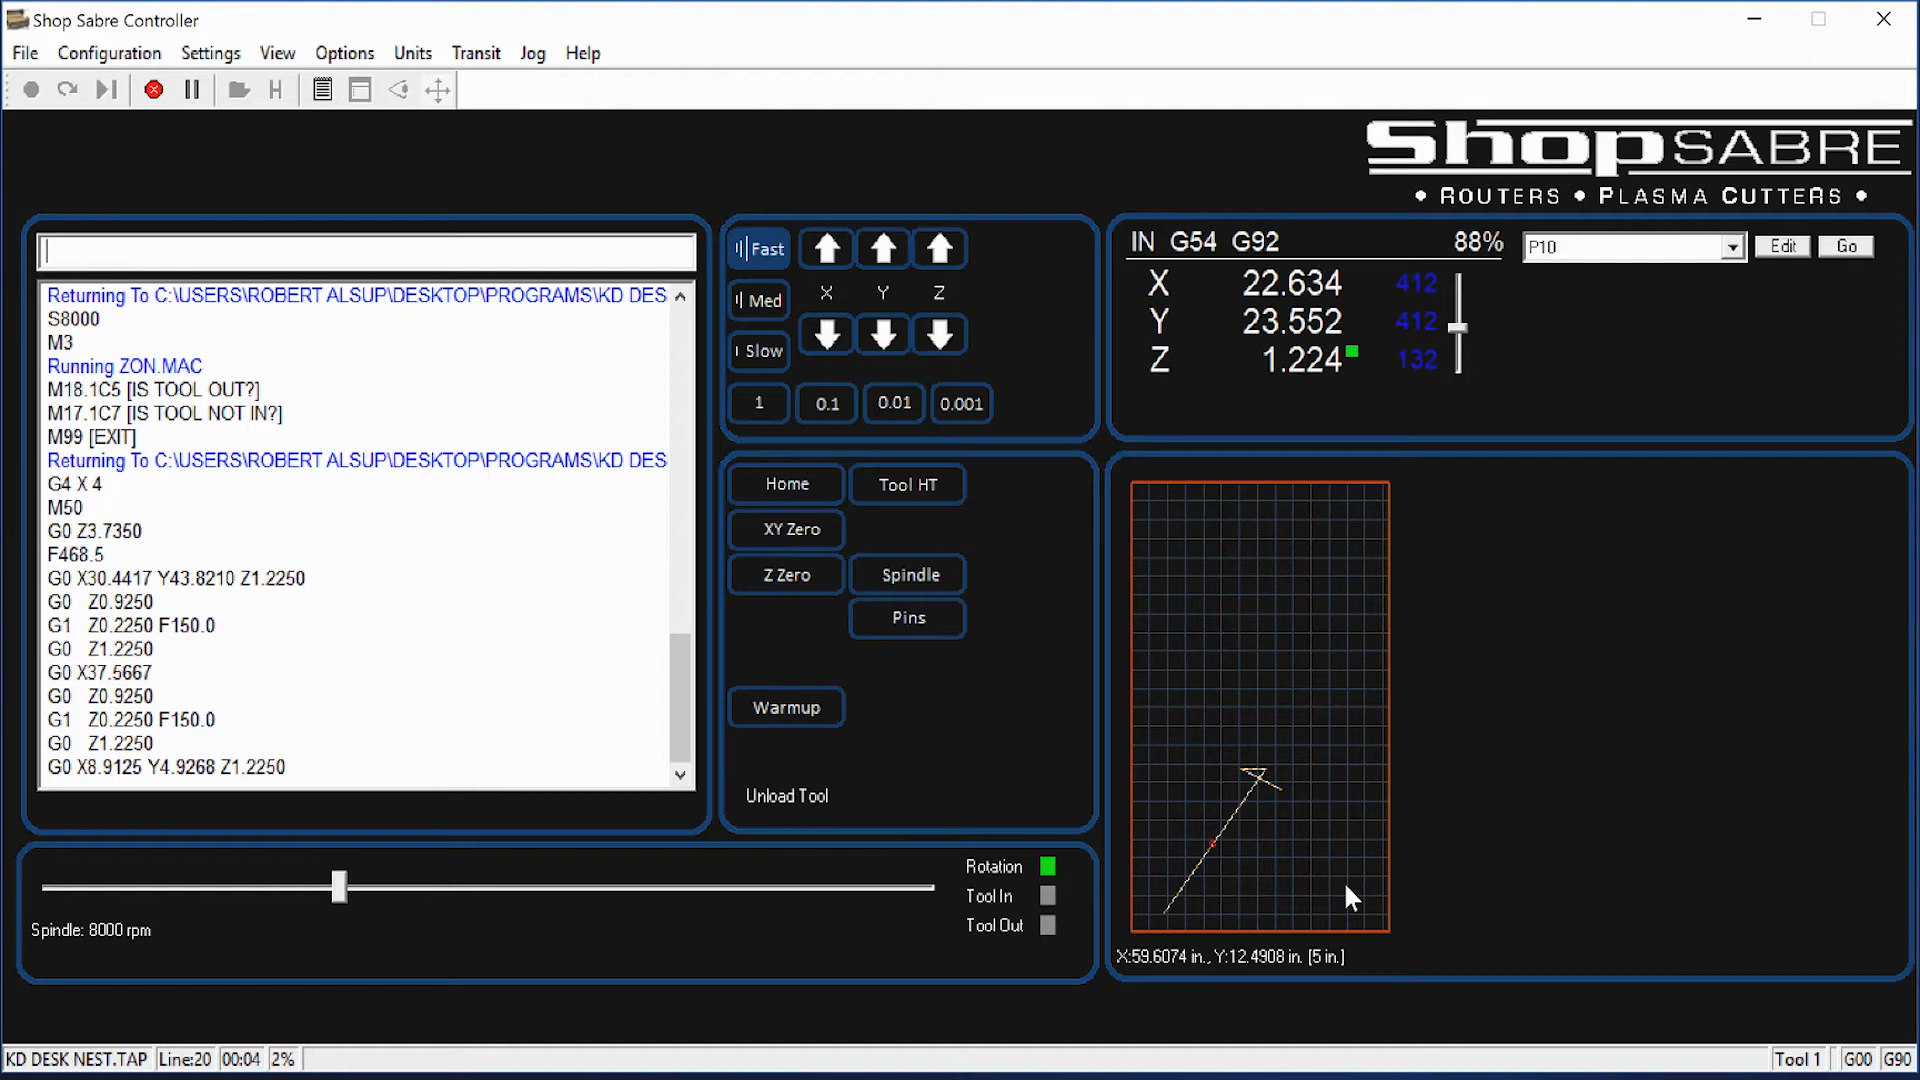 Shop Sabre Controller
File Configuration Settings View Options Units Transit Jog Help
H
ShopSABRE
• ROUTERS • PLASMA CUTTERS •
Returning To C:\USERS\ROBERT ALSUP\DESKTOP\PROGRAMS\KD DES
S8000
M3
Running ZON.MAC
M18.1C5 [IS TOOL OUT?]
M17.1C7 [IS TOOL NOT IN?]
M99 [EXIT]
Returning To C:\USERS\ROBERT ALSUP\DESKTOP\PROGRAMS\KD DES
G4 X 4
M50
G0 Z3.7350
F468.5
G0 X30.4417 Y43.8210 Z1.2250
G0 Z0.9250
G1 Z0.2250 F150.0
G0 Z1.2250
G0 X37.5667
G0 Z0.9250
G1 Z0.2250 F150.0
G0 Z1.2250
G0 X8.9125 Y4.9268 Z1.2250
Fast
Med
Slow
X Y Z
1 0.1 0.01 0.001
IN G54 G92 88%
X 22.634 412
Y 23.552 412
Z 1.224 132
P10 Edit Go
Home Tool HT
XY Zero
Z Zero Spindle
Pins
Warmup
Unload Tool
Spindle: 8000 rpm
Rotation
Tool In
Tool Out
X:59.6074 in., Y:12.4908 in. [5 in.]
KD DESK NEST.TAP Line:20 00:04 2% Tool 1 G00 G90